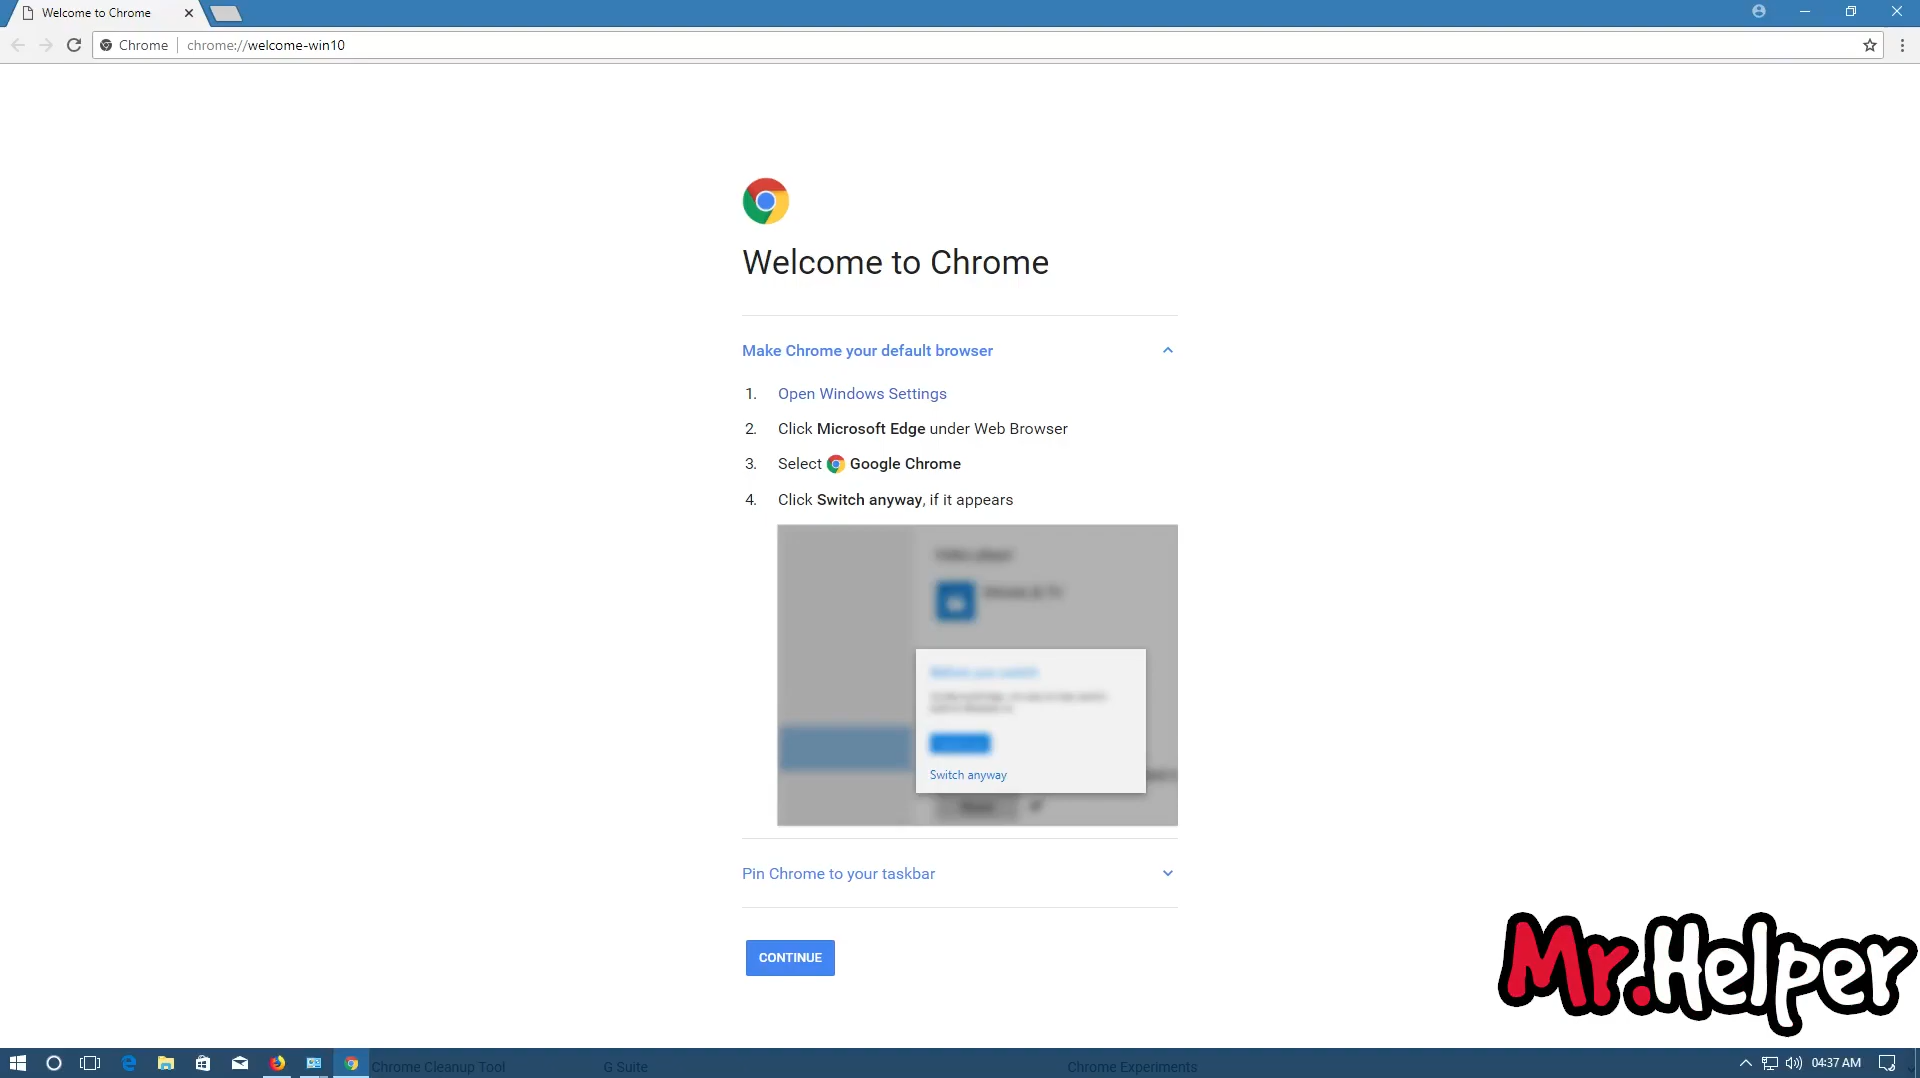 Welcome to Chrome
Chrome
chrome://welcome-win10
Welcome to Chrome
Make Chrome your default browser
1. Open Windows Settings
2. Click Microsoft Edge under Web Browser
3. Select Google Chrome
4. Click Switch anyway, if it appears
Switch anyway
Pin Chrome to your taskbar
CONTINUE
Mr.Helper
Chrome Cleanup Tool
G Suite
Chrome Experiments
04:37 AM